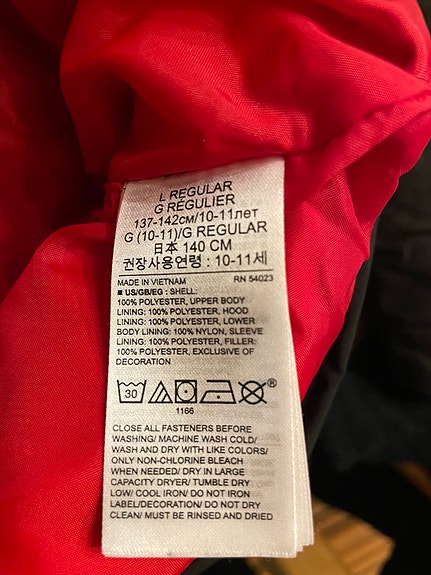 L REGULAR
G RÉGULIER
137-142см/10-11лет
G (10-11)/G REGULAR
日本 140 CM
권장사용연령 : 10-11세
MADE IN VIETNAM RN 54023
■ US/GB/EG : SHELL:
100% POLYESTER, UPPER BODY
LINING: 100% POLYESTER, HOOD
LINING: 100% POLYESTER, LOWER
BODY LINING: 100% NYLON, SLEEVE
LINING: 100% POLYESTER, FILLER:
100% POLYESTER, EXCLUSIVE OF
DECORATION
30 ®
1166
CLOSE ALL FASTENERS BEFORE
WASHING/ MACHINE WASH COLD/
WASH AND DRY WITH LIKE COLORS/
ONLY NON-CHLORINE BLEACH
WHEN NEEDED/ DRY IN LARGE
CAPACITY DRYER/ TUMBLE DRY
LOW/ COOL IRON/ DO NOT IRON
LABEL/DECORATION/ DO NOT DRY
CLEAN/ MUST BE RINSED AND DRIED